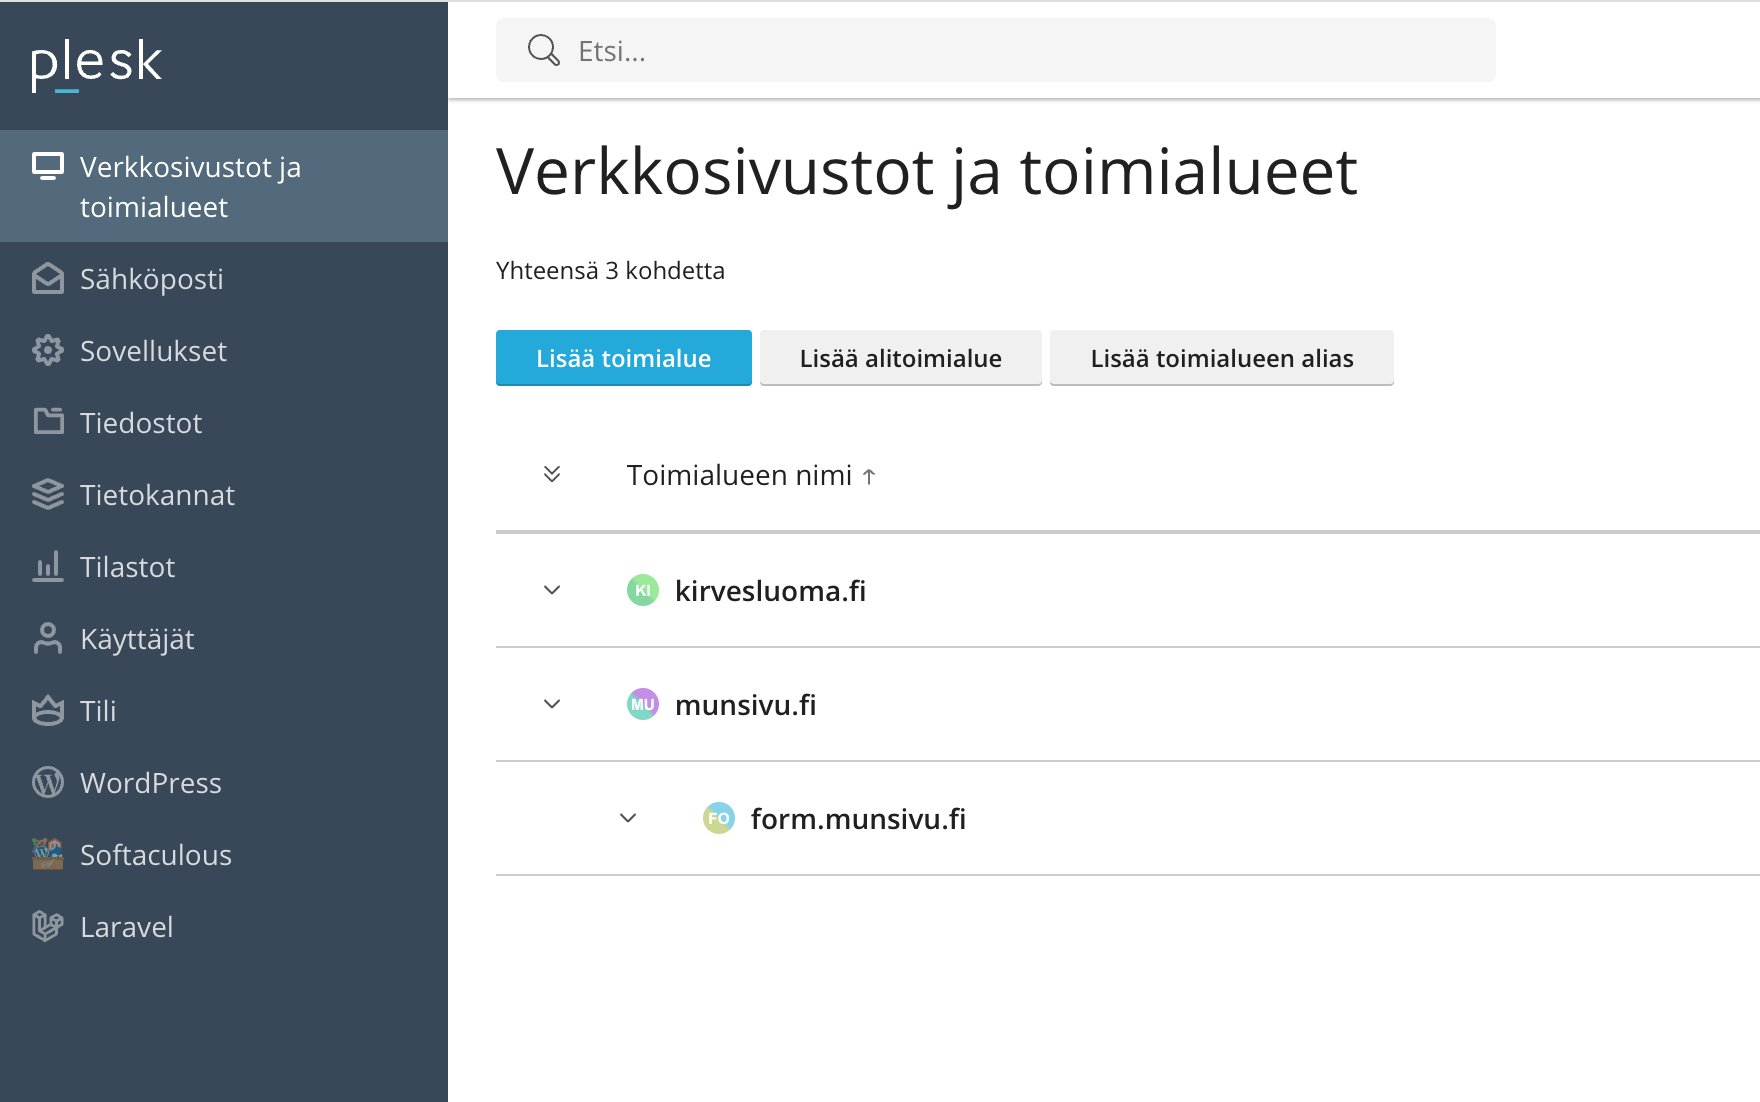 plesk
Etsi...
Verkkosivustot ja
toimialueet
Sähköposti
Sovellukset
Tiedostot
Tietokannat
Tilastot
Käyttäjät
Tili
WordPress
Softaculous
Laravel
Verkkosivustot ja toimialueet
Yhteensä 3 kohdetta
Lisää toimialue
Lisää alitoimialue
Lisää toimialueen alias
Toimialueen nimi ↑
KI kirvesluoma.fi
MU munsivu.fi
FO form.munsivu.fi